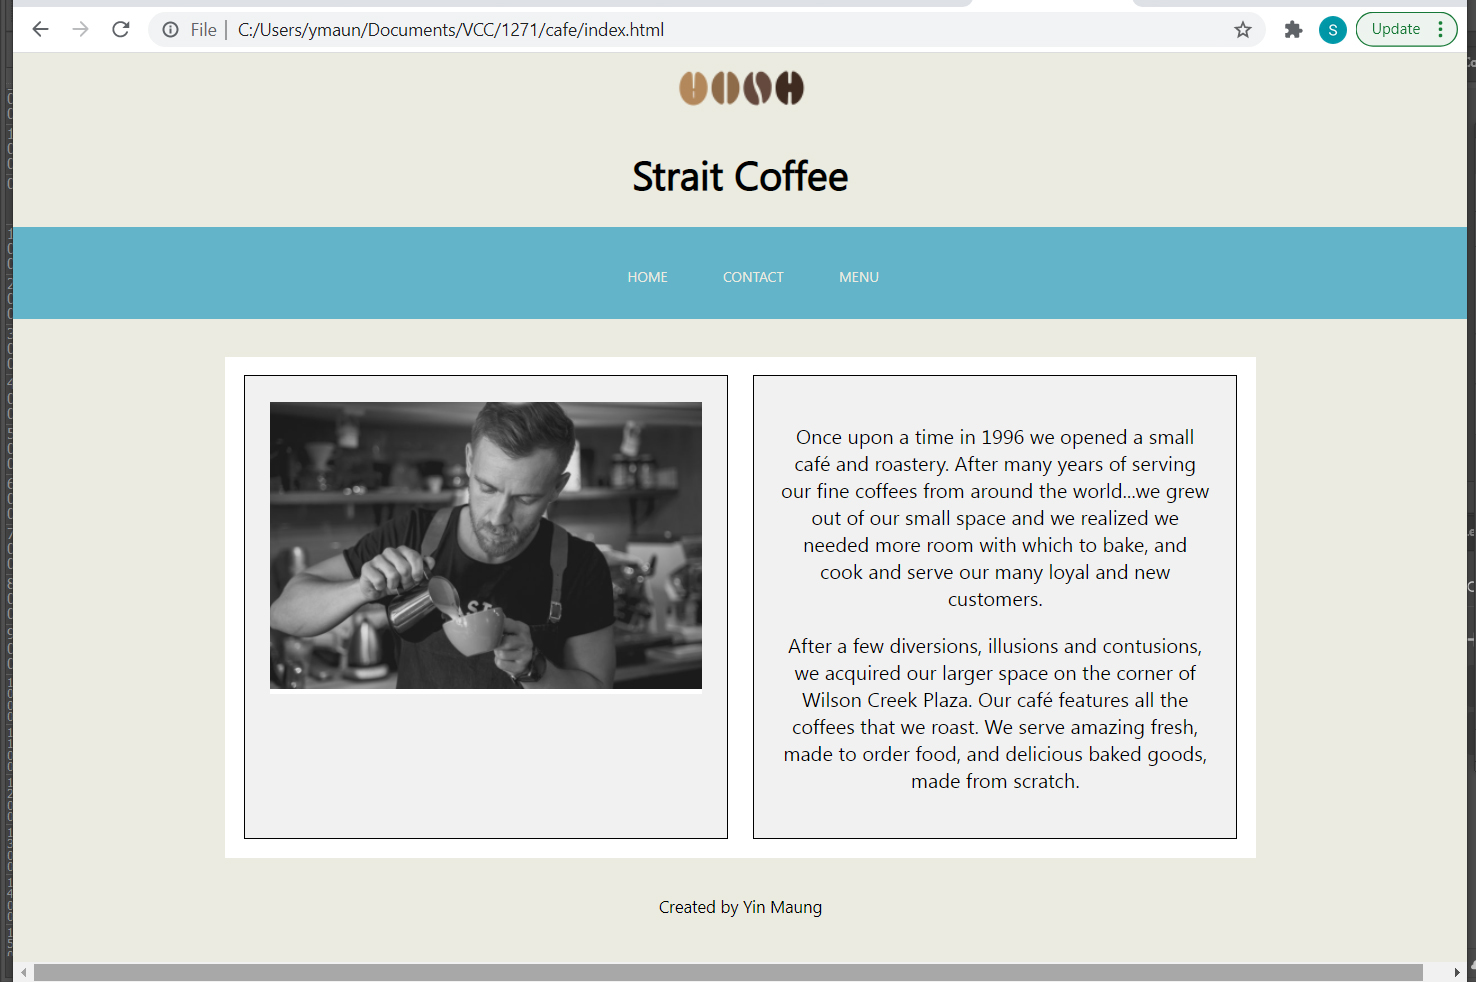 File
C:/Users/ymaun/Documents/VCC/1271/cafe/index.html
S
Update
Strait Coffee
HOME
CONTACT
MENU
Once upon a time in 1996 we opened a small
café and roastery. After many years of serving
our fine coffees from around the world...we grew
out of our small space and we realized we
needed more room with which to bake, and
cook and serve our many loyal and new
customers.
After a few diversions, illusions and contusions,
we acquired our larger space on the corner of
Wilson Creek Plaza. Our café features all the
coffees that we roast. We serve amazing fresh,
made to order food, and delicious baked goods,
made from scratch.
Created by Yin Maung